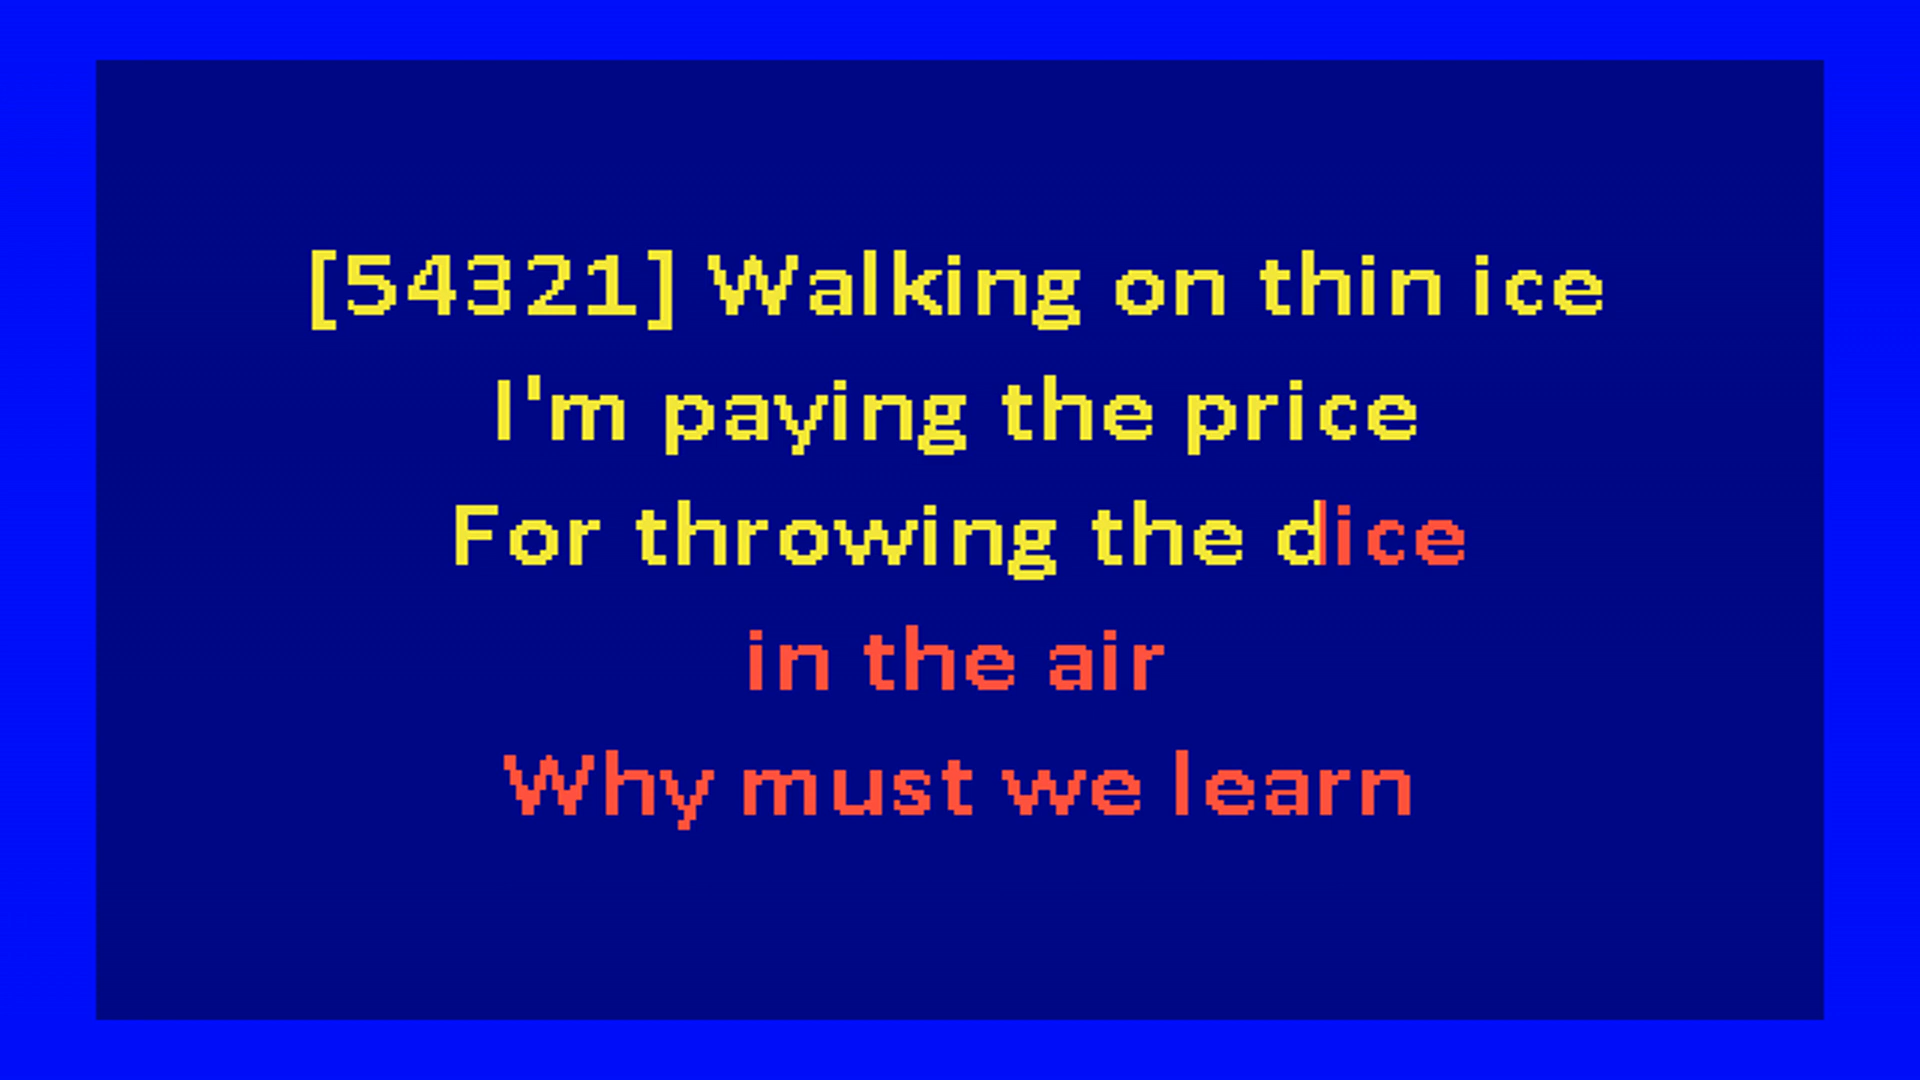 [54321] Walking on thin ice
I'm paying the price
For throwing the dice
in the air
Why must we learn